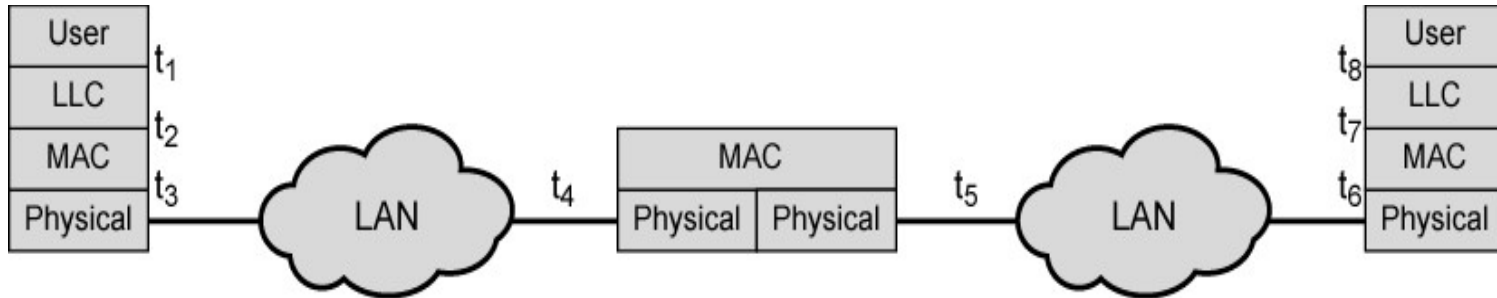 User
t1
LLC
t2
MAC
t3
Physical
LAN
t4
MAC
Physical Physical
t5
LAN
User
t8
LLC
t7
MAC
t6
Physical